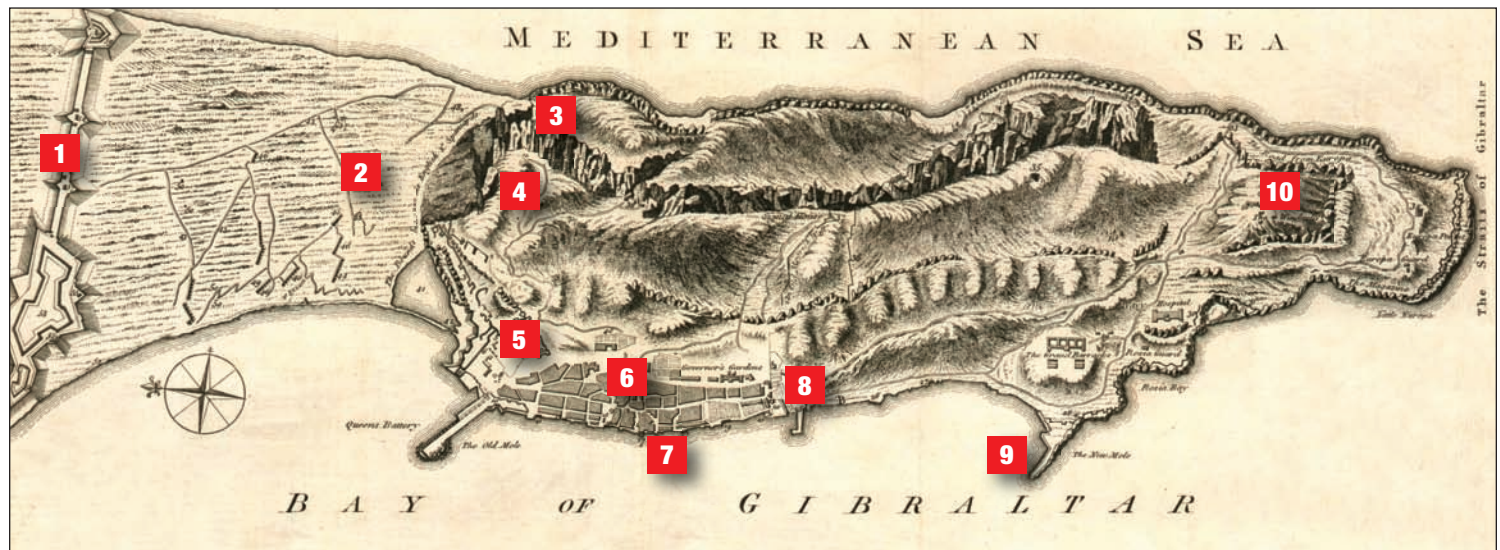 MEDITERRANEAN SEA
The Straits of Gibraltar
1
2
3
4
10
5
6
Governor's Gardens
8
Hospital
Rosia Bay
Queens Battery
The Old Mole
7
9
The New Mole
BAY OF GIBRALTAR